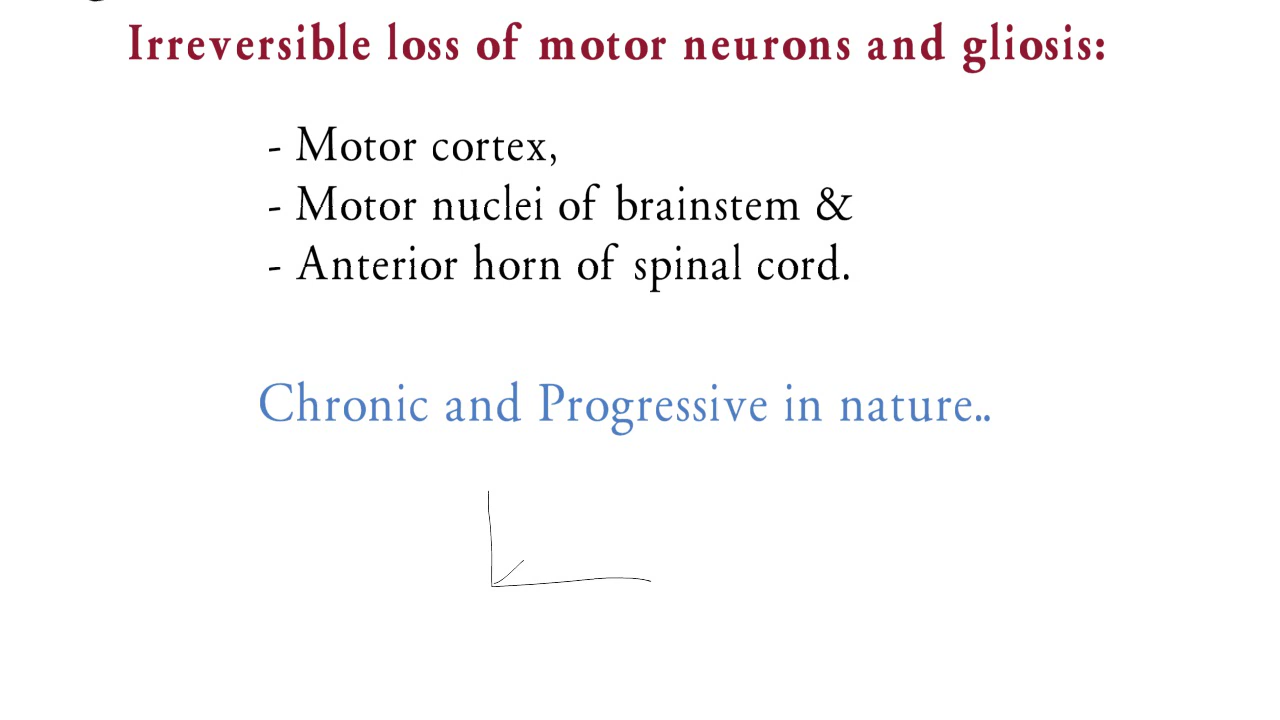 Irreversible loss of motor neurons and gliosis:
- Motor cortex,
- Motor nuclei of brainstem &
- Anterior horn of spinal cord.
Chronic and Progressive in nature..